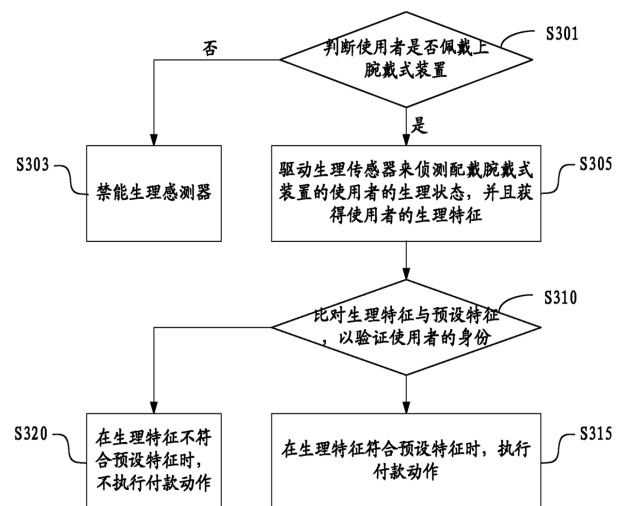 S301
判断使用者是否佩戴上
腕戴式装置
否
是
S303
禁能生理感测器
S305
驱动生理传感器来侦测配戴腕戴式
装置的使用者的生理状态，并且获
得使用者的生理特征
S310
比对生理特征与预设特征
，以验证使用者的身份
S320
在生理特征不符
合预设特征时，
不执行付款动作
S315
在生理特征符合预设特征时，执行
付款动作